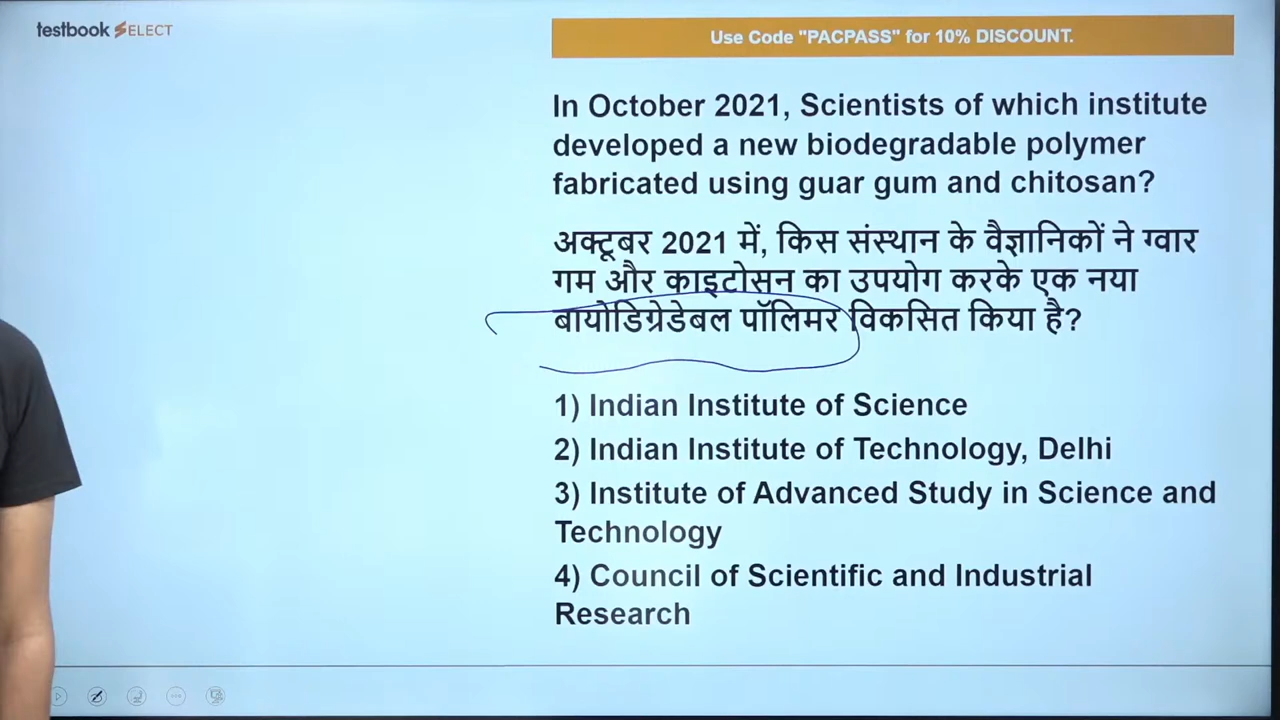 testbook SELECT
Use Code "PACPASS" for 10% DISCOUNT.
In October 2021, Scientists of which institute
developed a new biodegradable polymer
fabricated using guar gum and chitosan?
अक्टूबर 2021 में, किस संस्थान के वैज्ञानिकों ने ग्वार
गम और काइटोसन का उपयोग करके एक नया
बायोडिग्रेडेबल पॉलिमर विकसित किया है?
1) Indian Institute of Science
2) Indian Institute of Technology, Delhi
3) Institute of Advanced Study in Science and
Technology
4) Council of Scientific and Industrial
Research